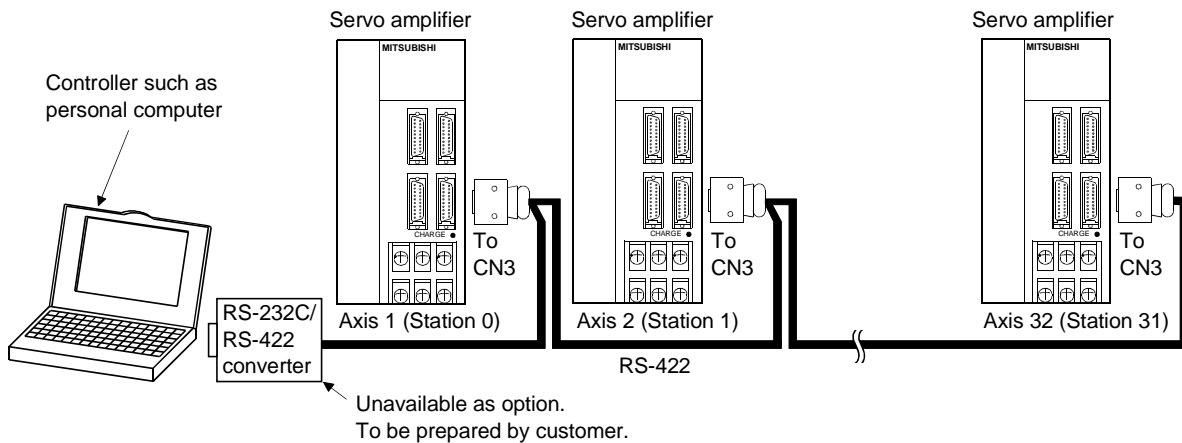 Servo amplifier
Servo amplifier
Servo amplifier
MITSUBISHI
MITSUBISHI
MITSUBISHI
Controller such as
personal computer
CHARGE
CHARGE
CHARGE
To
CN3
To
CN3
To
CN3
RS-232C/
RS-422
converter
Axis 1 (Station 0)
Axis 2 (Station 1)
Axis 32 (Station 31)
RS-422
Unavailable as option.
To be prepared by customer.